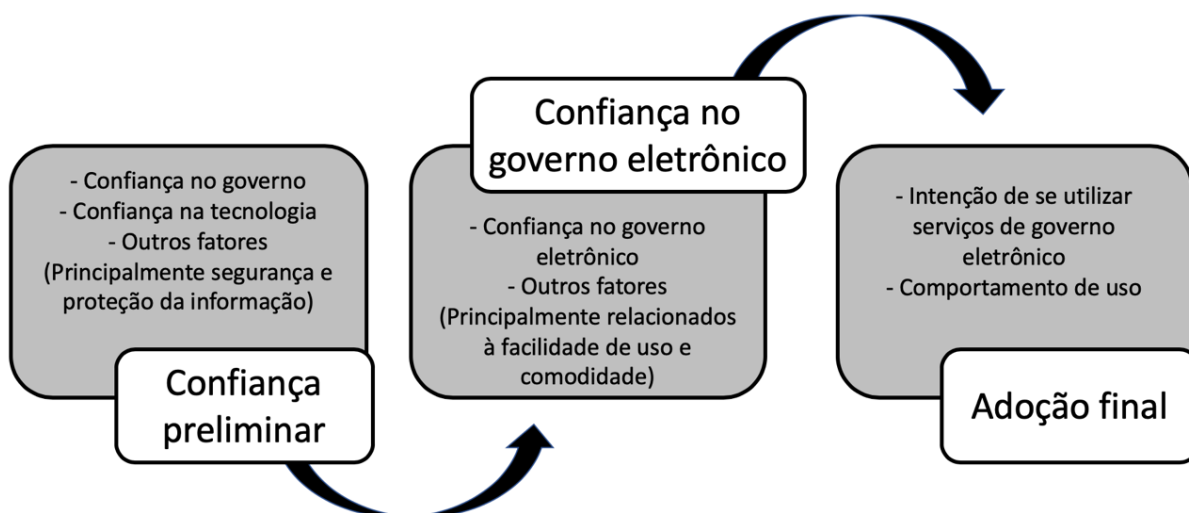 - Confiança no governo
- Confiança na tecnologia
- Outros fatores
(Principalmente segurança e
proteção da informação)
Confiança
preliminar
Confiança no
governo eletrônico
- Confiança no governo
eletrônico
- Outros fatores
(Principalmente relacionados
à facilidade de uso e
comodidade)
- Intenção de se utilizar
serviços de governo
eletrônico
- Comportamento de uso
Adoção final